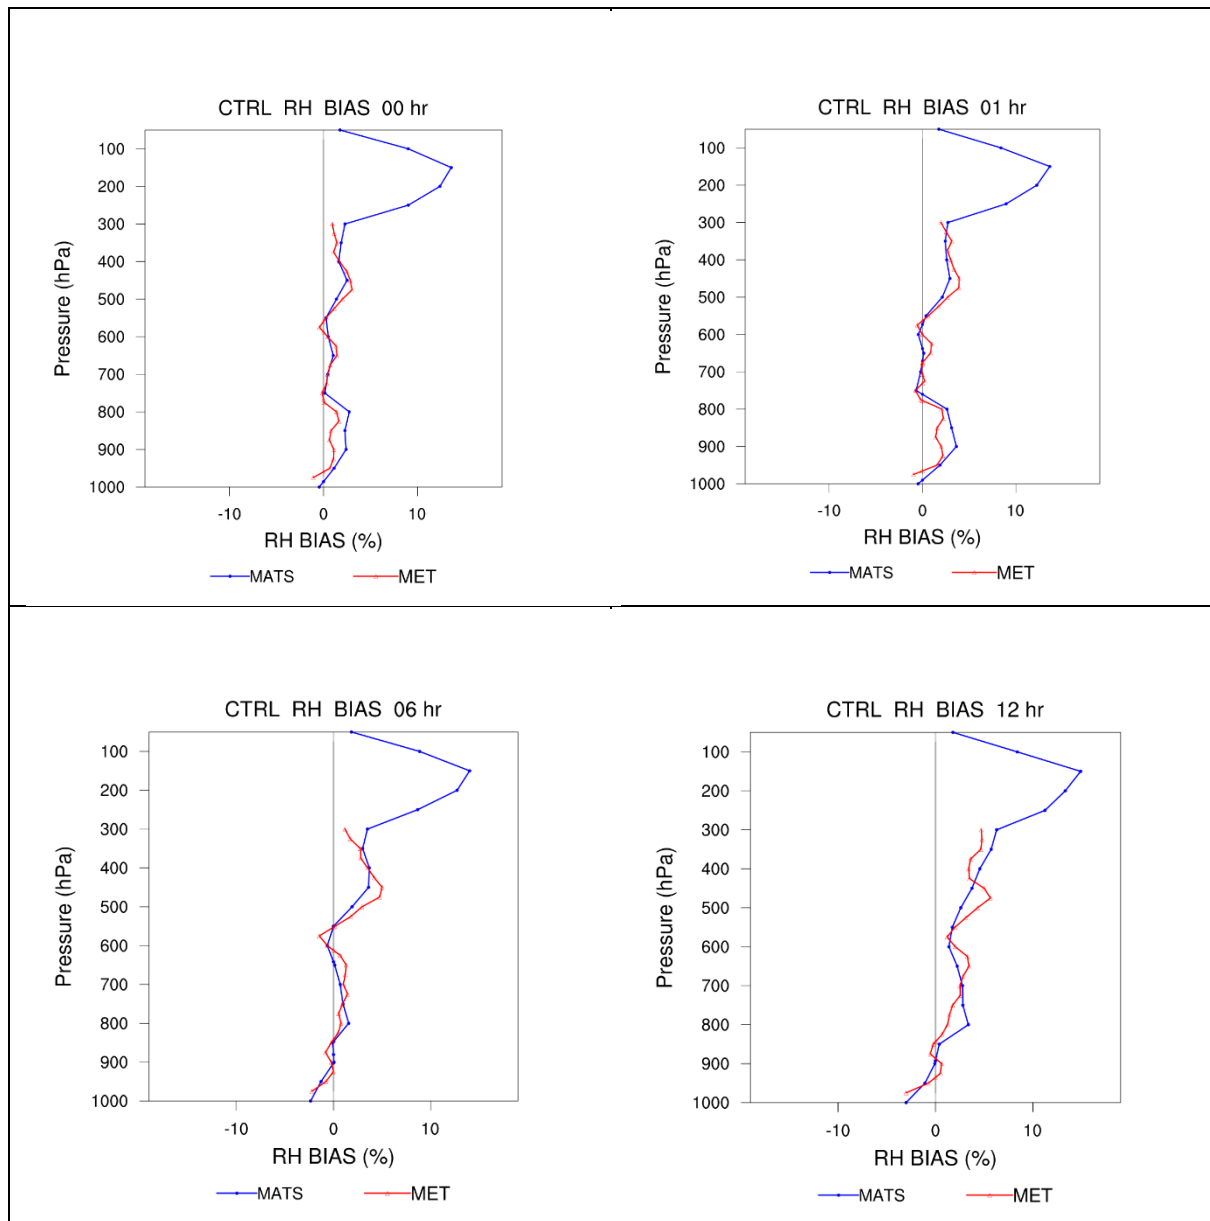 CTRL RH BIAS 00 hr
100
200
300
400
500
600
700
800
900
1000
Pressure (hPa)
-10 0 10
RH BIAS (%)
MATS MET
CTRL RH BIAS 01 hr
100
200
300
400
500
600
700
800
900
1000
Pressure (hPa)
-10 0 10
RH BIAS (%)
MATS MET
CTRL RH BIAS 06 hr
100
200
300
400
500
600
700
800
900
1000
Pressure (hPa)
-10 0 10
RH BIAS (%)
MATS MET
CTRL RH BIAS 12 hr
100
200
300
400
500
600
700
800
900
1000
Pressure (hPa)
-10 0 10
RH BIAS (%)
MATS MET